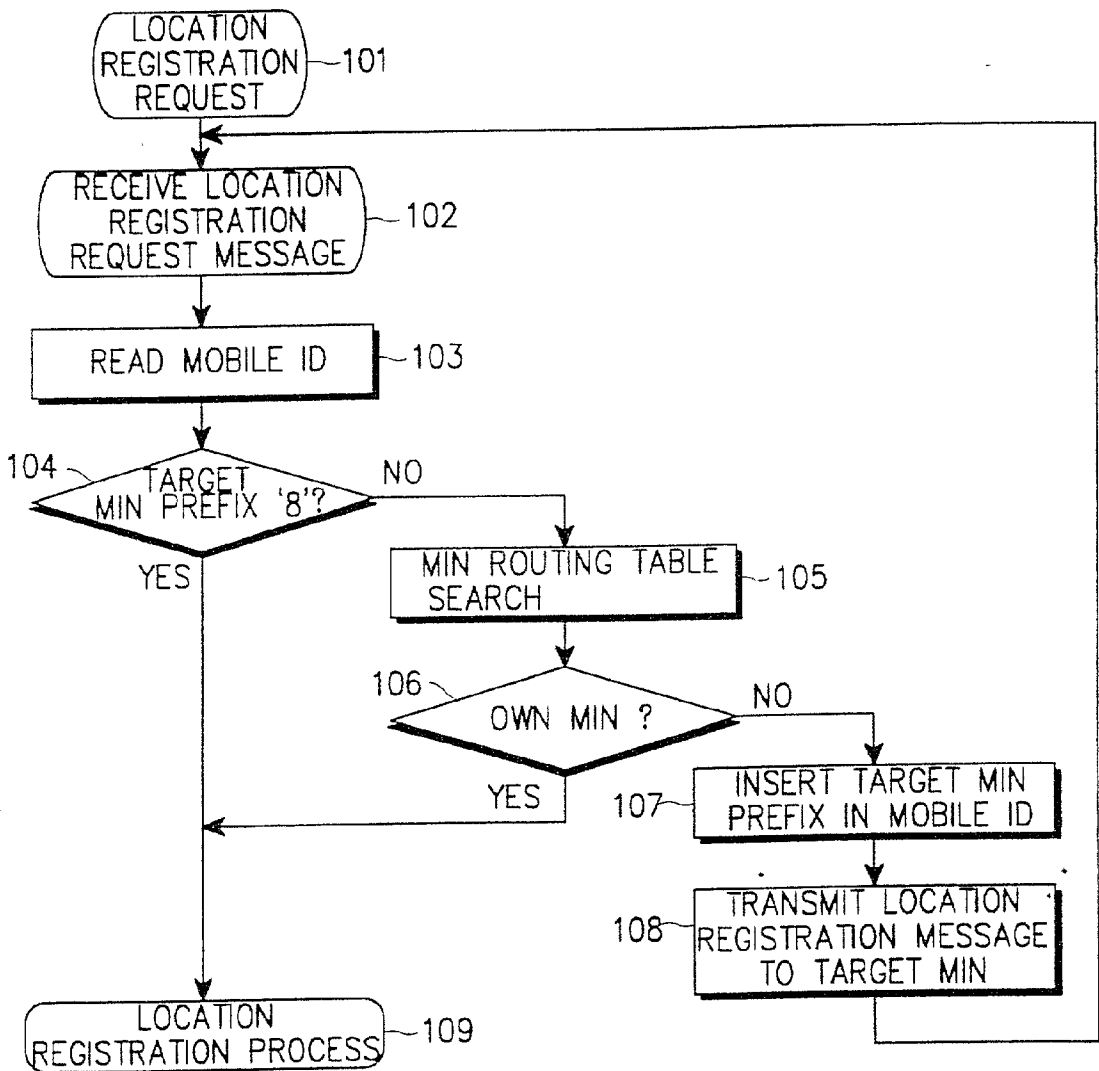 LOCATION
REGISTRATION
REQUEST
101
RECEIVE LOCATION
REGISTRATION
REQUEST MESSAGE
102
READ MOBILE ID
103
104
TARGET
MIN PREFIX '8'?
NO
YES
MIN ROUTING TABLE
SEARCH
105
106
OWN MIN ?
NO
YES
107
INSERT TARGET MIN
PREFIX IN MOBILE ID
108
TRANSMIT LOCATION
REGISTRATION MESSAGE
TO TARGET MIN
LOCATION
REGISTRATION PROCESS
109